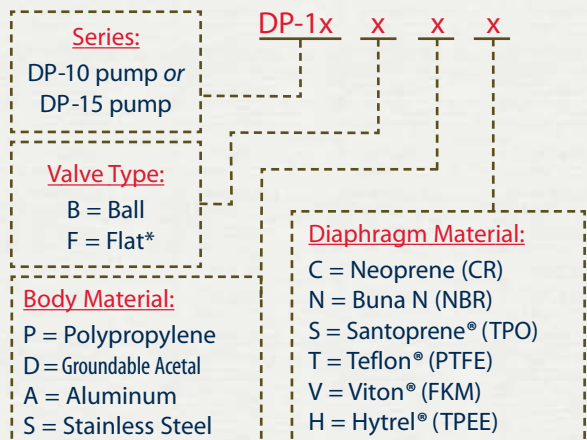 DP-1x x x x
Series:
DP-10 pump or
DP-15 pump
Valve Type:
B = Ball
F = Flat*
Body Material:
P = Polypropylene
D = Groundable Acetal
A = Aluminum
S = Stainless Steel
Diaphragm Material:
C = Neoprene (CR)
N = Buna N (NBR)
S = Santoprene® (TPO)
T = Teflon® (PTFE)
V = Viton® (FKM)
H = Hytrel® (TPEE)